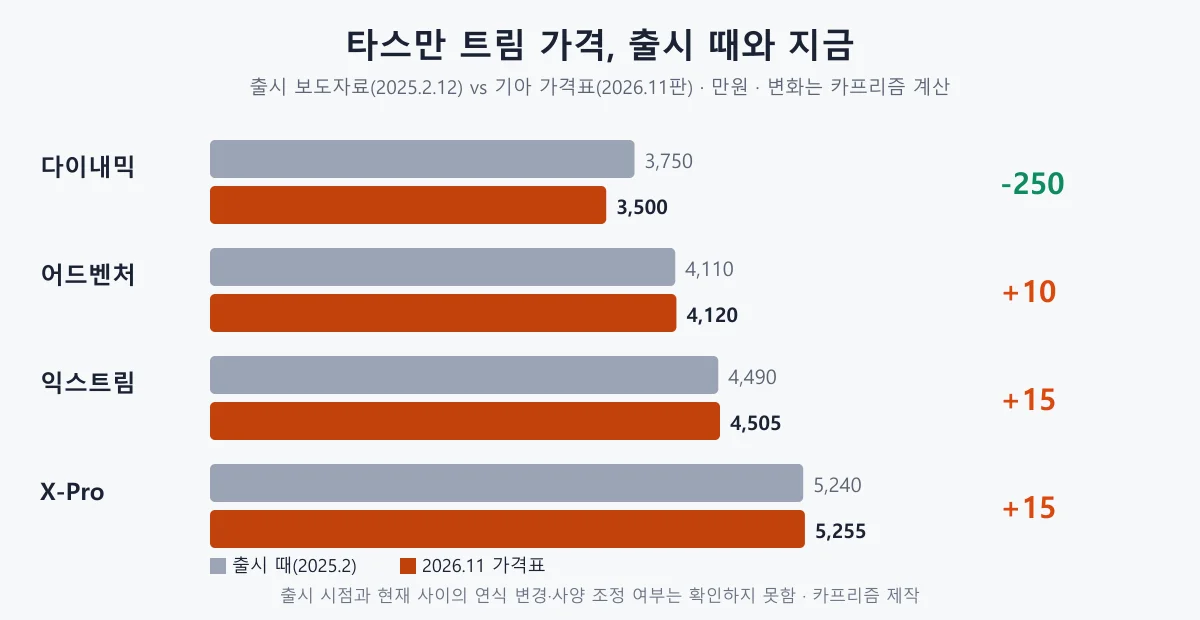 타스만 트림 가격, 출시 때와 지금
출시 보도자료(2025.2.12) vs 기아 가격표(2026.11판) · 만원 · 변화는 카프리즘 계산
다이내믹
3,750
3,500
-250
어드벤처
4,110
4,120
+10
익스트림
4,490
4,505
+15
X-Pro
5,240
5,255
+15
출시 때(2025.2)
2026.11 가격표
출시 시점과 현재 사이의 연식 변경·사양 조정 여부는 확인하지 못함 · 카프리즘 제작